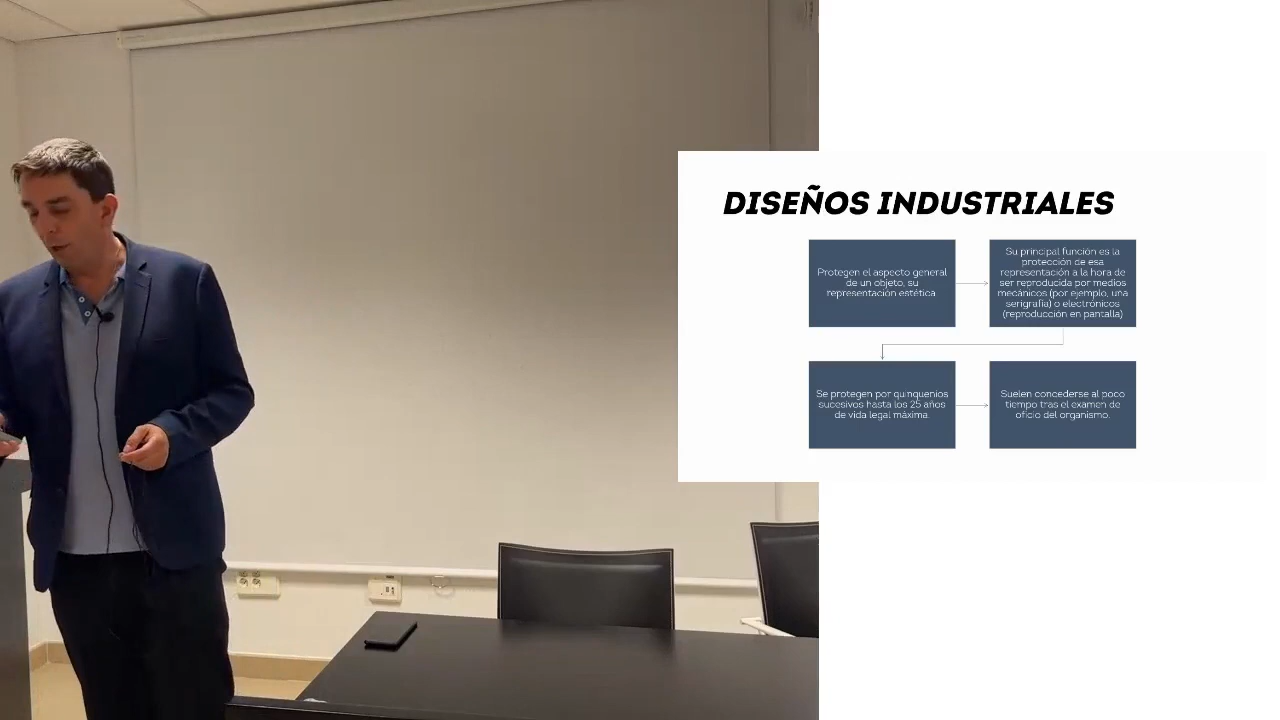 DISEÑOS INDUSTRIALES
Protegen el aspecto general
de un objeto, su
representación estética
Su principal función es la
protección de esa
representación a la hora de
ser reproducida por medios
mecánicos (por ejemplo, una
serigrafía) o electrónicos
(reproducción en pantalla)
Se protegen por quinquenios
sucesivos hasta los 25 años
de vida legal máxima.
Suelen concederse al poco
tiempo tras el examen de
oficio del organismo.